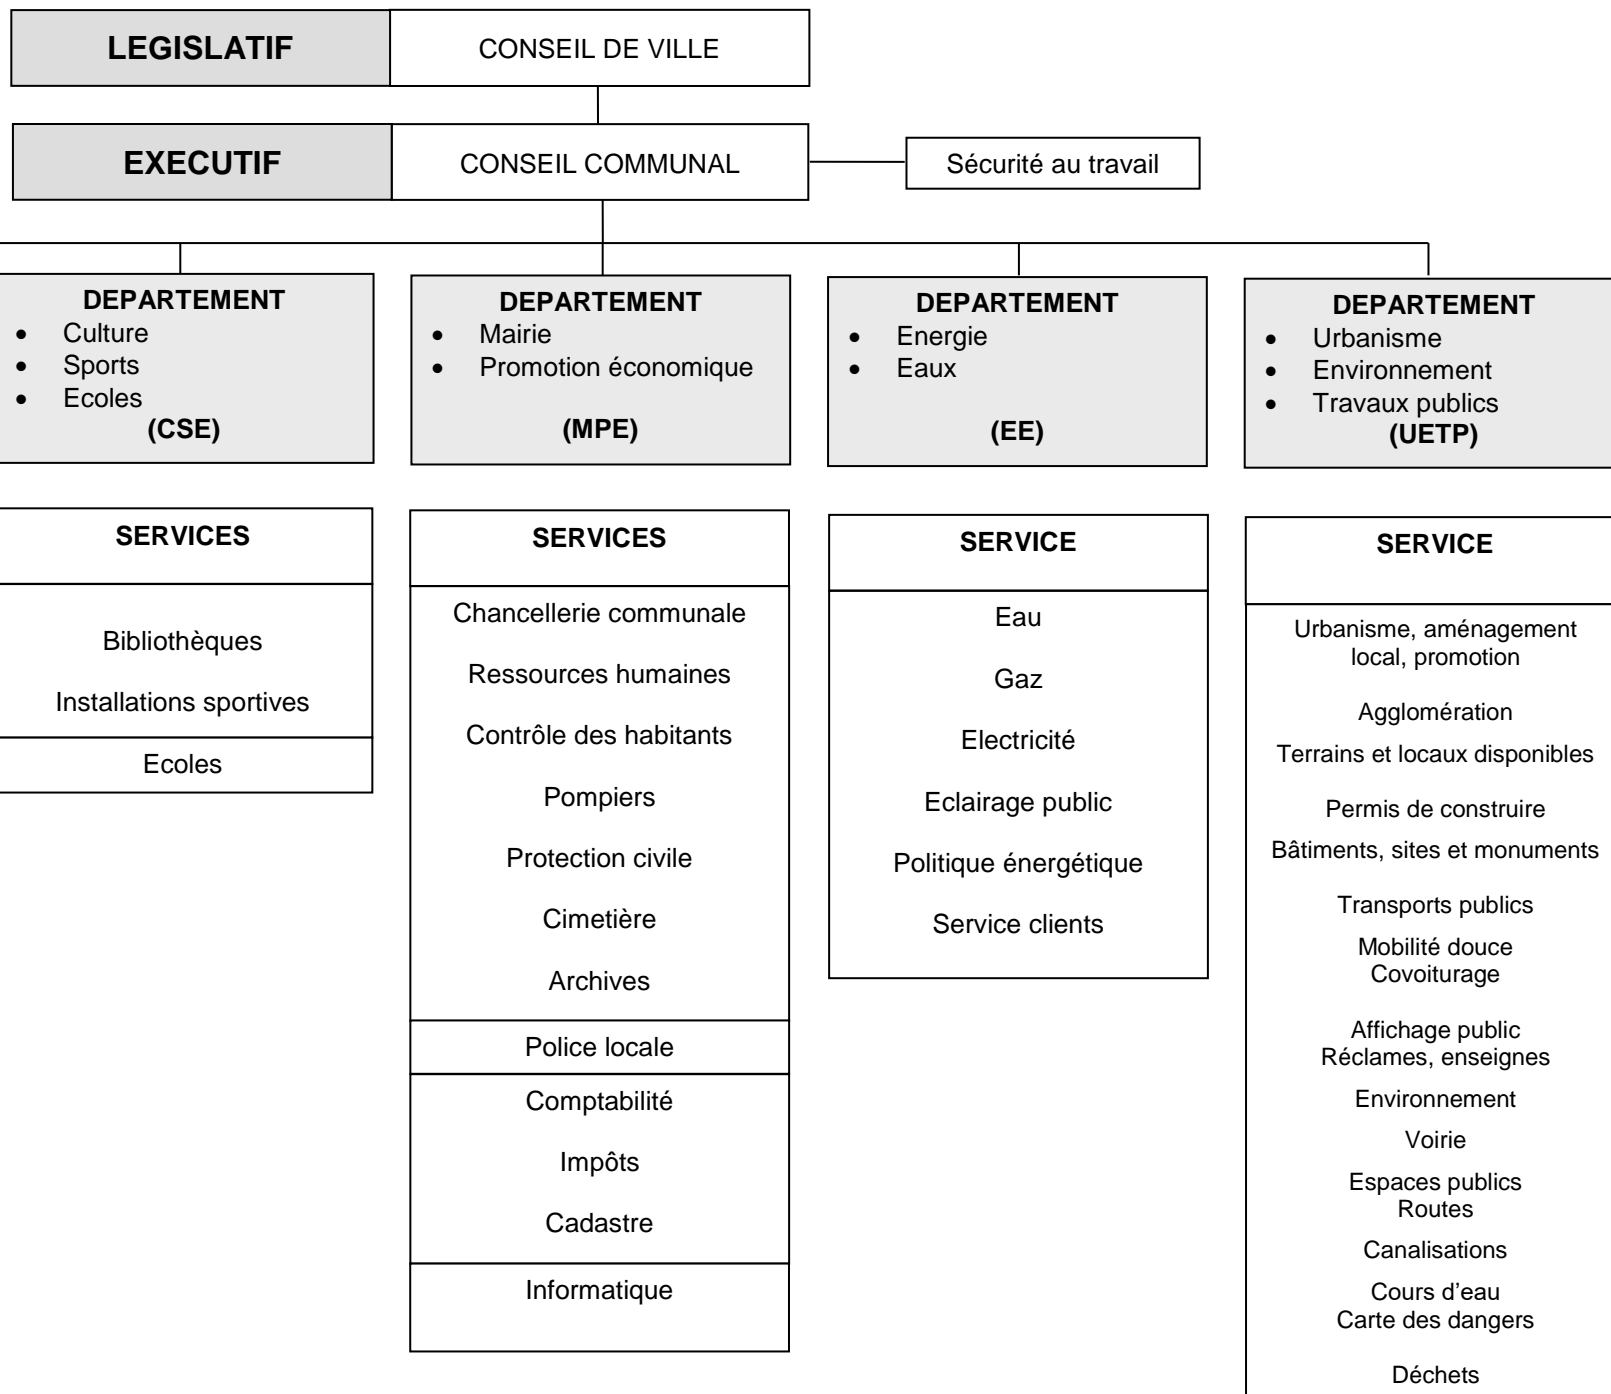 LEGISLATIF
CONSEIL DE VILLE
EXECUTIF
CONSEIL COMMUNAL
Sécurité au travail
DEPARTEMENT
• Culture
• Sports
• Ecoles
(CSE)
DEPARTEMENT
• Mairie
• Promotion économique
(MPE)
DEPARTEMENT
• Energie
• Eaux
(EE)
DEPARTEMENT
• Urbanisme
• Environnement
• Travaux publics
(UETP)
SERVICES
Bibliothèques
Installations sportives
Ecoles
SERVICES
Chancellerie communale
Ressources humaines
Contrôle des habitants
Pompiers
Protection civile
Cimetière
Archives
Police locale
Comptabilité
Impôts
Cadastre
Informatique
SERVICE
Eau
Gaz
Electricité
Eclairage public
Politique énergétique
Service clients
SERVICE
Urbanisme, aménagement
local, promotion
Agglomération
Terrains et locaux disponibles
Permis de construire
Bâtiments, sites et monuments
Transports publics
Mobilité douce
Covoiturage
Affichage public
Réclames, enseignes
Environnement
Voirie
Espaces publics
Routes
Canalisations
Cours d’eau
Carte des dangers
Déchets